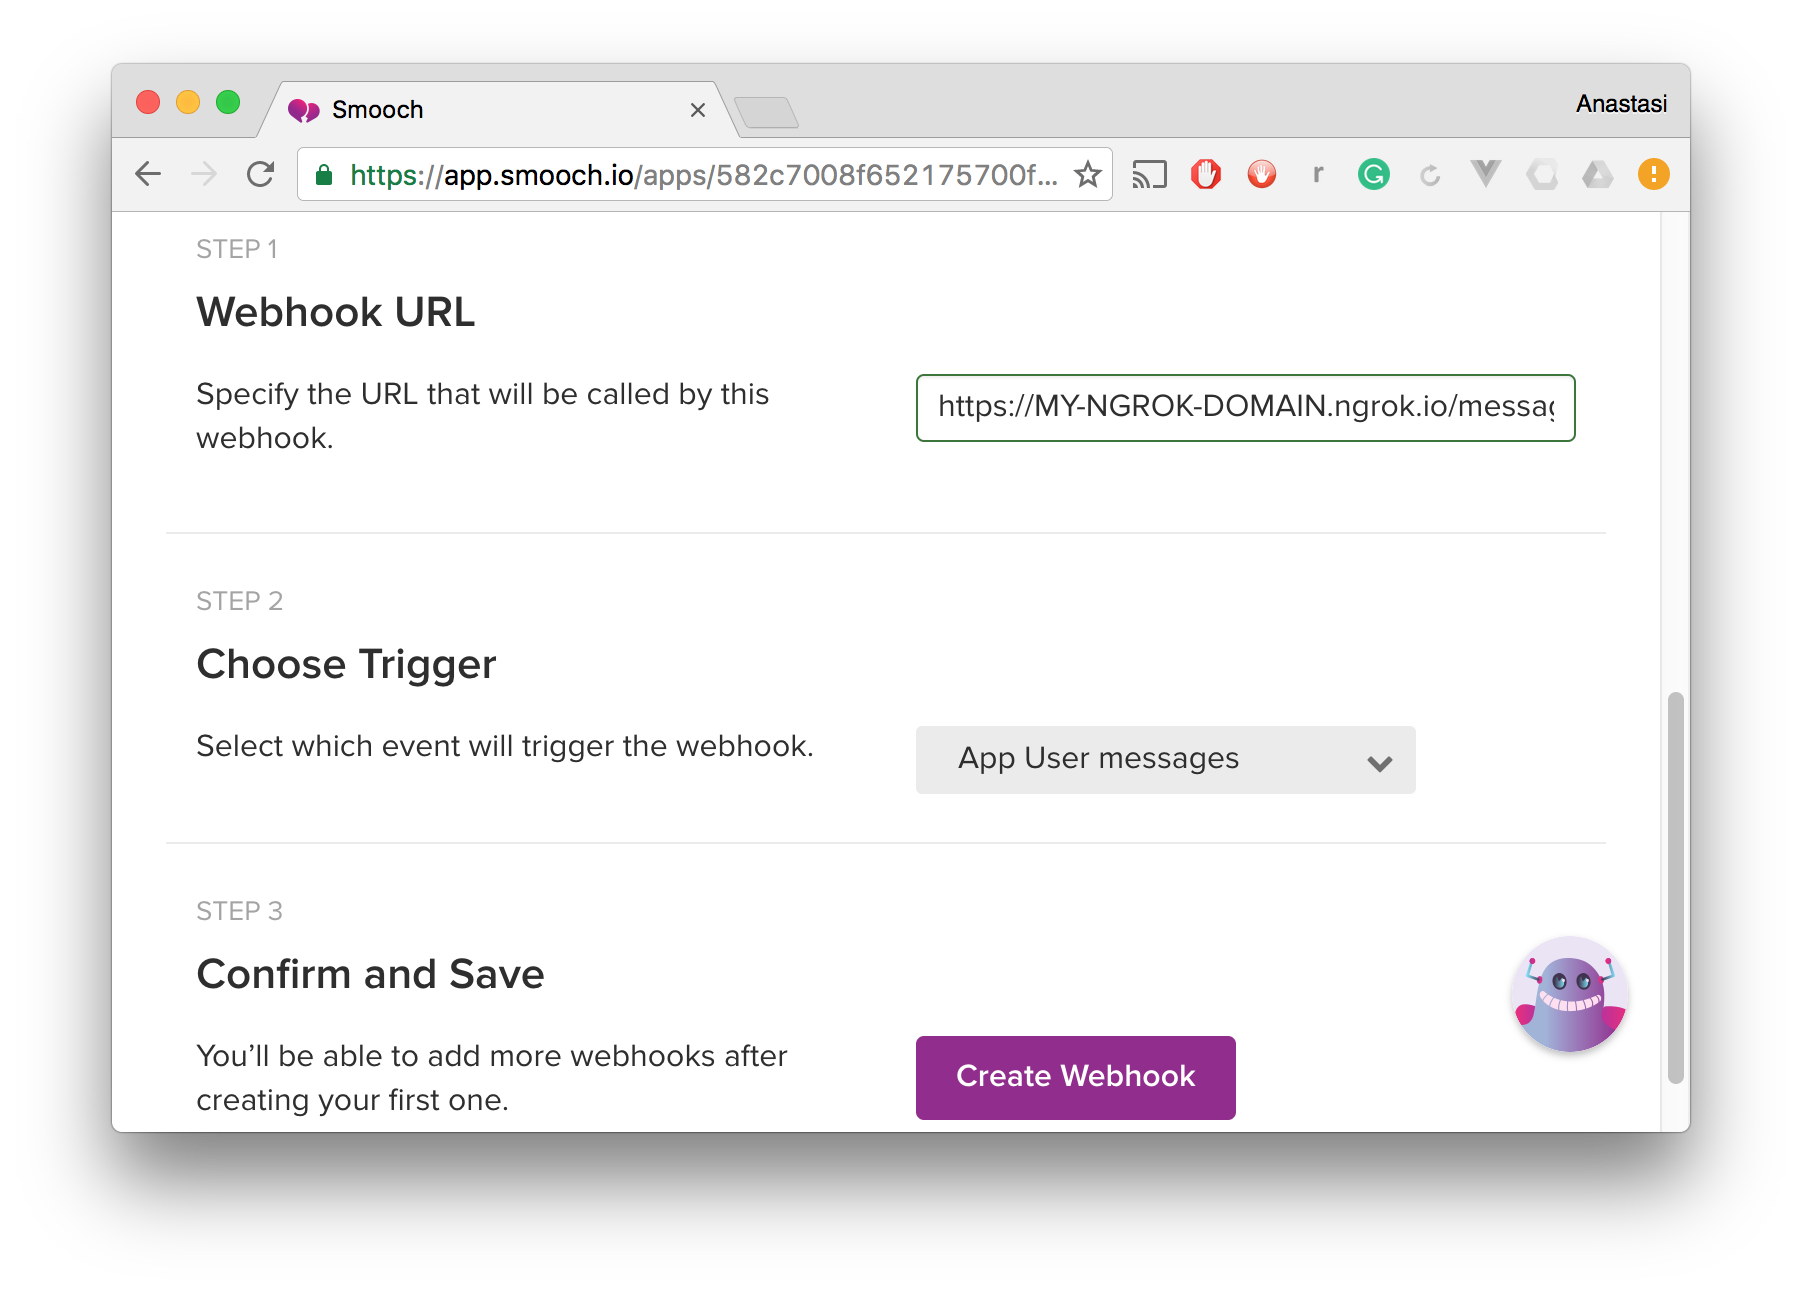 Smooch
Anastasi
https://app.smooch.io/apps/582c7008f652175700f...
r
STEP 1
Webhook URL
Specify the URL that will be called by this
webhook.
https://MY-NGROK-DOMAIN.ngrok.io/messag
STEP 2
Choose Trigger
Select which event will trigger the webhook.
App User messages
STEP 3
Confirm and Save
You’ll be able to add more webhooks after
creating your first one.
Create Webhook